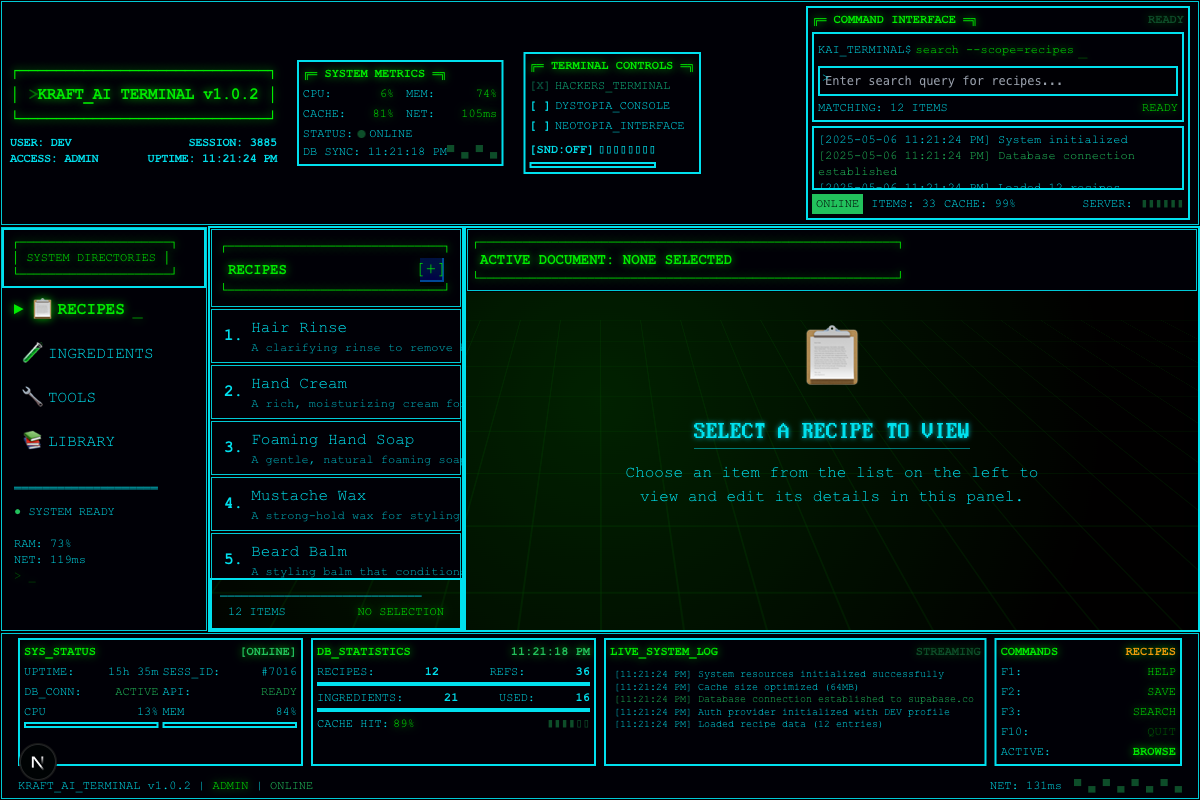 >KRAFT_AI TERMINAL v1.0.2
USER: DEV SESSION: 3885
ACCESS: ADMIN UPTIME: 11:21:24 PM
SYSTEM METRICS
CPU: 6% MEM: 74%
CACHE: 81% NET: 105ms
STATUS: ONLINE
DB SYNC: 11:21:18 PM
TERMINAL CONTROLS
[X] HACKERS_TERMINAL
[ ] DYSTOPIA_CONSOLE
[ ] NEOTOPIA_INTERFACE
[SND:OFF] ▯▯▯▯▯▯▯▯
COMMAND INTERFACE READY
KAI_TERMINAL$ search --scope=recipes_
Enter search query for recipes...
MATCHING: 12 ITEMS READY
[2025-05-06 11:21:24 PM] System initialized
[2025-05-06 11:21:24 PM] Database connection
established
[2025-05-06 11:21:24 PM] Loaded 12 recipes
ONLINE ITEMS: 33 CACHE: 99% SERVER: ▮▮▮▮▮▮
SYSTEM DIRECTORIES
► RECIPES _
INGREDIENTS
TOOLS
LIBRARY
● SYSTEM READY
RAM: 73%
NET: 119ms
> _
RECIPES [+]
1. Hair Rinse
A clarifying rinse to remove
2. Hand Cream
A rich, moisturizing cream fo
3. Foaming Hand Soap
A gentle, natural foaming soa
4. Mustache Wax
A strong-hold wax for styling
5. Beard Balm
A styling balm that condition
12 ITEMS NO SELECTION
ACTIVE DOCUMENT: NONE SELECTED
SELECT A RECIPE TO VIEW
Choose an item from the list on the left to
view and edit its details in this panel.
SYS_STATUS [ONLINE]
UPTIME: 15h 35m SESS_ID: #7016
DB_CONN: ACTIVE API: READY
CPU 13% MEM 84%
DB_STATISTICS 11:21:18 PM
RECIPES: 12 REFS: 36
INGREDIENTS: 21 USED: 16
CACHE HIT: 89% ▮▮▮▮▮▯▯
LIVE_SYSTEM_LOG STREAMING
[11:21:24 PM] System resources initialized successfully
[11:21:24 PM] Cache size optimized (64MB)
[11:21:24 PM] Database connection established to supabase.co
[11:21:24 PM] Auth provider initialized with DEV profile
[11:21:24 PM] Loaded recipe data (12 entries)
COMMANDS RECIPES
F1: HELP
F2: SAVE
F3: SEARCH
F10: QUIT
ACTIVE: BROWSE
N
KRAFT_AI_TERMINAL v1.0.2 | ADMIN | ONLINE NET: 131ms